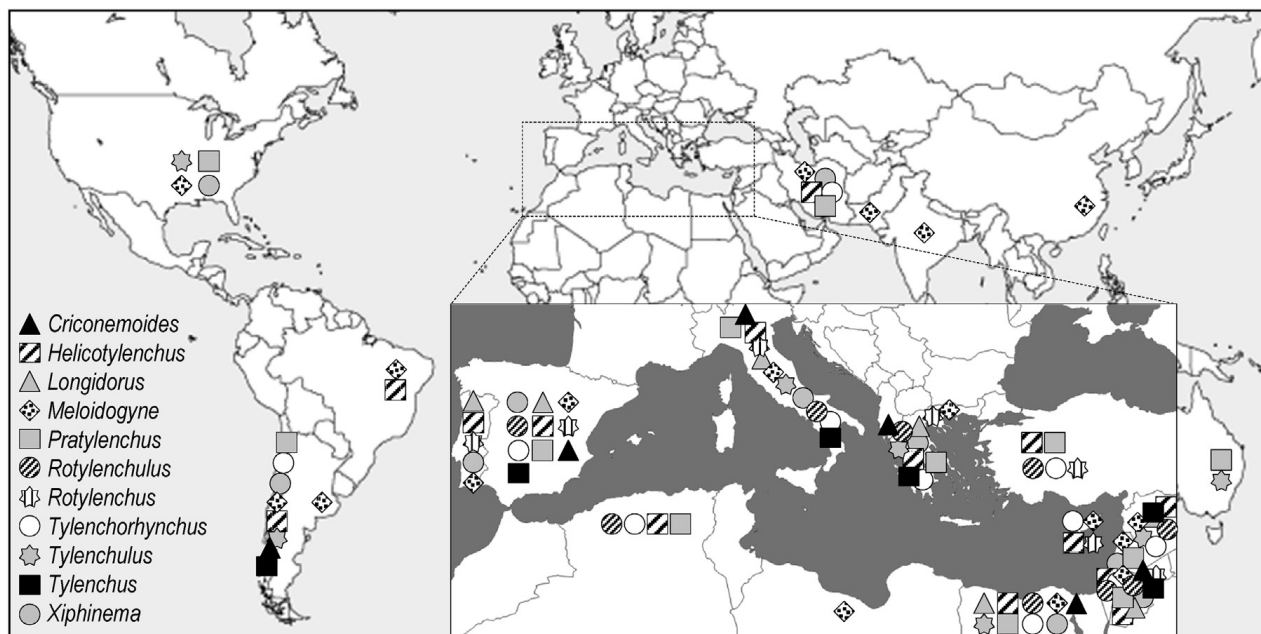 Criconemoides
Helicotylenchus
Longidorus
Meloidogyne
Pratylenchus
Rotylenchulus
Rotylenchus
Tylenchorhynchus
Tylenchulus
Tylenchus
Xiphinema